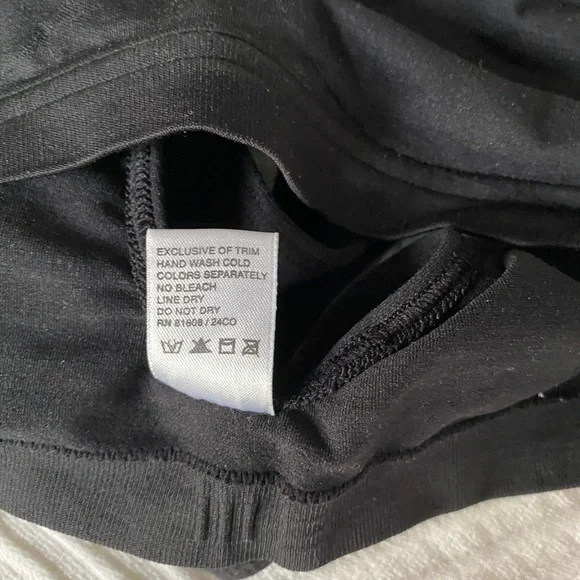 EXCLUSIVE OF TRIM
HAND WASH COLD
COLORS SEPARATELY
NO BLEACH
LINE DRY
DO NOT DRY
RN 81608 / 24CO